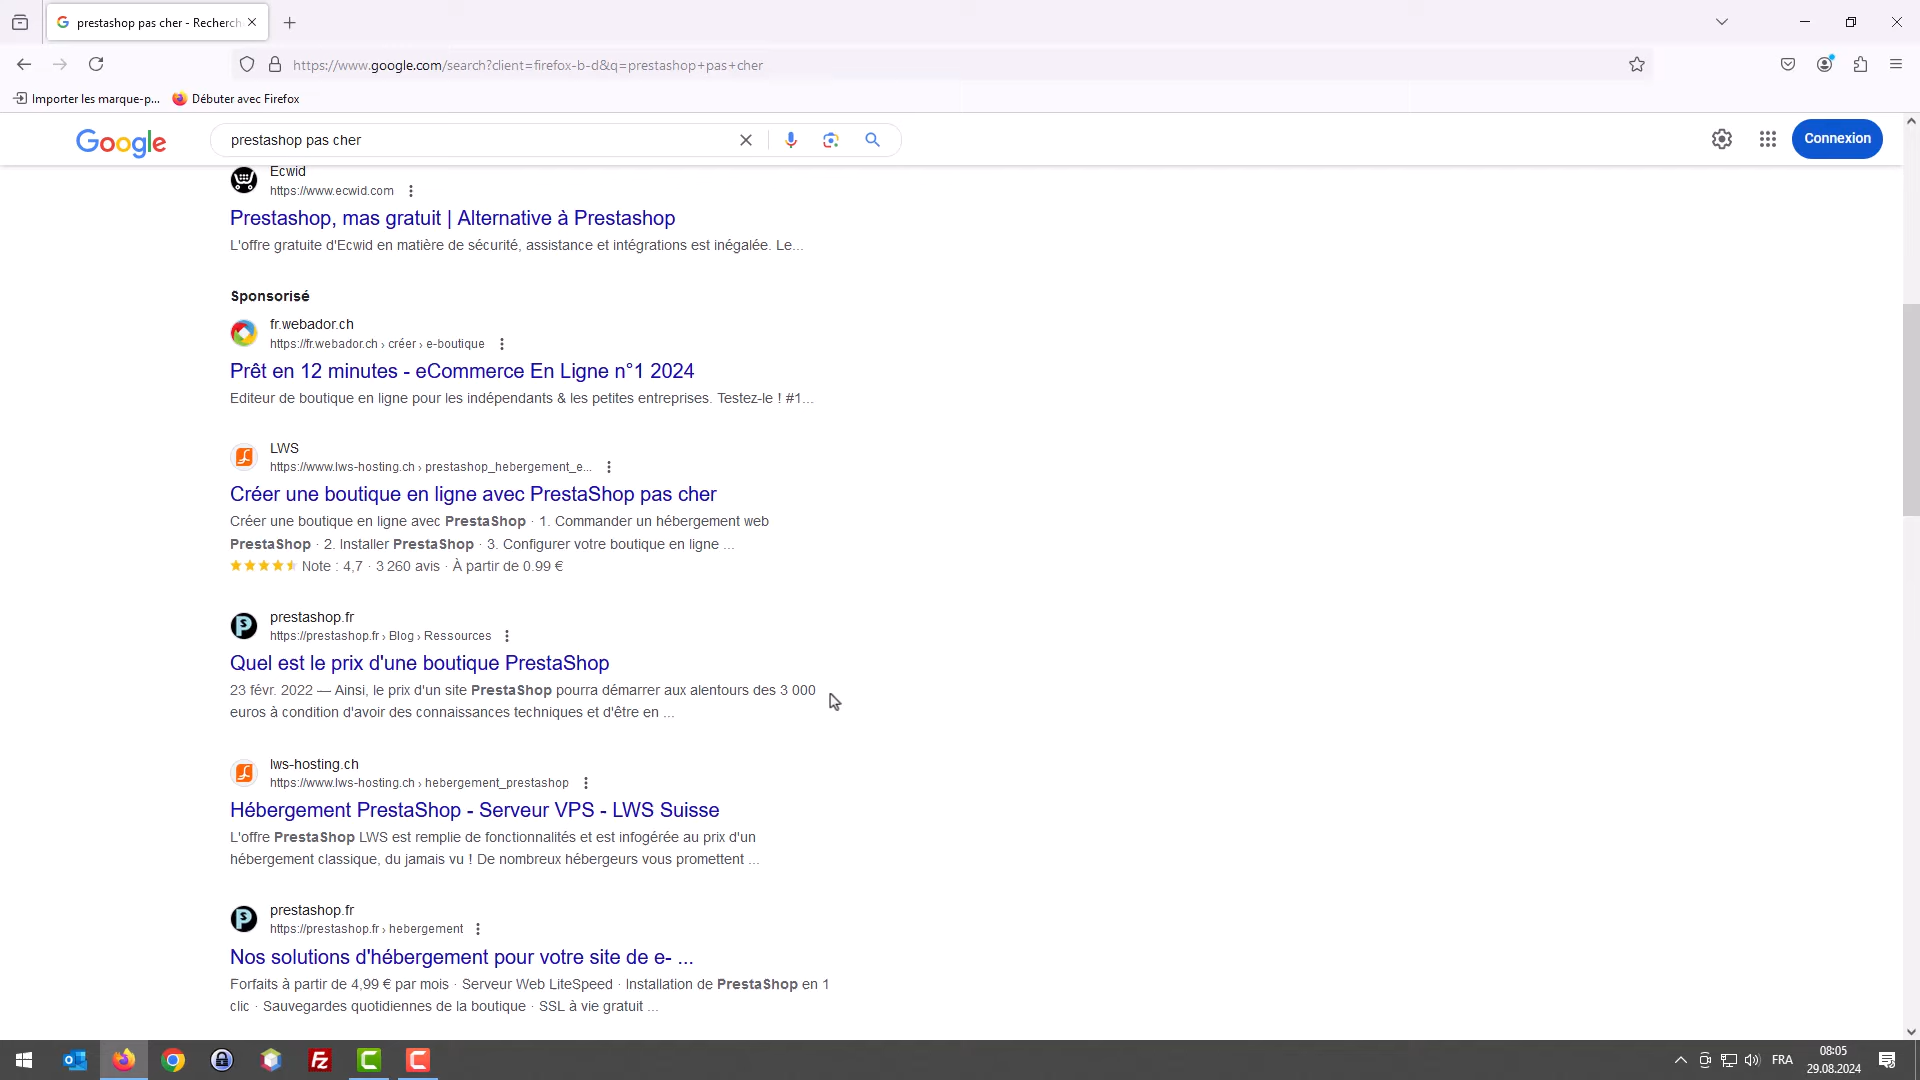 prestashop pas cher - Recherch
https://www.google.com/search?client=firefox-b-d&q=prestashop+pas+cher
Importer les marque-p... Débuter avec Firefox
Google
prestashop pas cher
Connexion
Ecwid
https://www.ecwid.com
Prestashop, mas gratuit | Alternative à Prestashop
L'offre gratuite d'Ecwid en matière de sécurité, assistance et intégrations est inégalée. Le...
Sponsorisé
fr.webador.ch
https://fr.webador.ch › créer › e-boutique
Prêt en 12 minutes - eCommerce En Ligne n°1 2024
Editeur de boutique en ligne pour les indépendants & les petites entreprises. Testez-le ! #1...
LWS
https://www.lws-hosting.ch › prestashop_hebergement_e...
Créer une boutique en ligne avec PrestaShop pas cher
Créer une boutique en ligne avec PrestaShop · 1. Commander un hébergement web
PrestaShop · 2. Installer PrestaShop · 3. Configurer votre boutique en ligne ...
Note : 4,7 · 3 260 avis · À partir de 0.99 €
prestashop.fr
https://prestashop.fr › Blog › Ressources
Quel est le prix d'une boutique PrestaShop
23 févr. 2022 — Ainsi, le prix d'un site PrestaShop pourra démarrer aux alentours des 3 000
euros à condition d'avoir des connaissances techniques et d'être en ...
lws-hosting.ch
https://www.lws-hosting.ch › hebergement_prestashop
Hébergement PrestaShop - Serveur VPS - LWS Suisse
L'offre PrestaShop LWS est remplie de fonctionnalités et est infogérée au prix d'un
hébergement classique, du jamais vu ! De nombreux hébergeurs vous promettent ...
prestashop.fr
https://prestashop.fr › hebergement
Nos solutions d'hébergement pour votre site de e- ...
Forfaits à partir de 4,99 € par mois · Serveur Web LiteSpeed · Installation de PrestaShop en 1
clic · Sauvegardes quotidiennes de la boutique · SSL à vie gratuit ...
FRA
08:05
29.08.2024